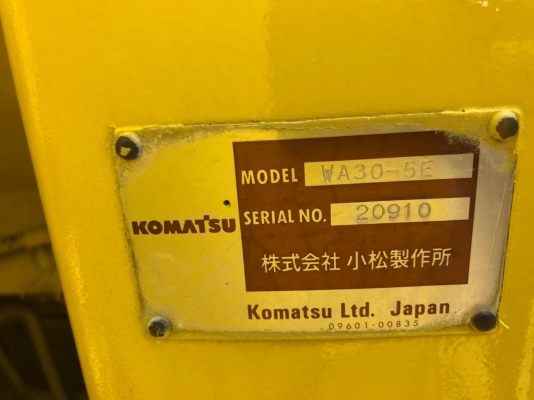 MODEL WA30-5E
KOMATSU
SERIAL NO. 20910
株式会社 小松製作所
Komatsu Ltd. Japan
09601-00835